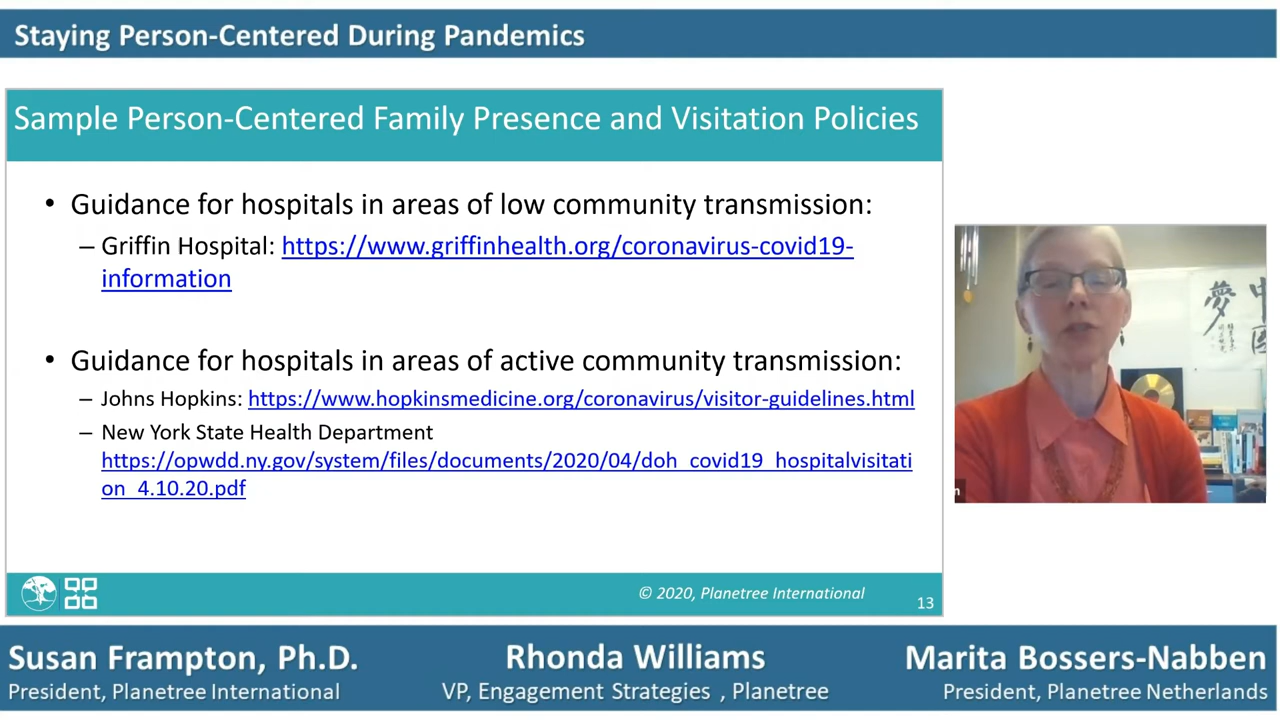 Staying Person-Centered During Pandemics
Sample Person-Centered Family Presence and Visitation Policies
• Guidance for hospitals in areas of low community transmission:
– Griffin Hospital: https://www.griffinhealth.org/coronavirus-covid19-
information
• Guidance for hospitals in areas of active community transmission:
– Johns Hopkins: https://www.hopkinsmedicine.org/coronavirus/visitor-guidelines.html
– New York State Health Department
https://opwdd.ny.gov/system/files/documents/2020/04/doh_covid19_hospitalvisitati
on_4.10.20.pdf
© 2020, Planetree International
13
夢
Susan Frampton, Ph.D.
President, Planetree International
Rhonda Williams
VP, Engagement Strategies , Planetree
Marita Bossers-Nabben
President, Planetree Netherlands